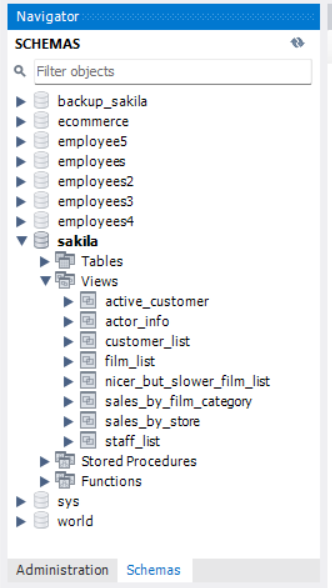 Navigator
SCHEMAS
Filter objects
backup_sakila
ecommerce
employee5
employees
employees2
employees3
employees4
sakila
Tables
Views
active_customer
actor_info
customer_list
film_list
nicer_but_slower_film_list
sales_by_film_category
sales_by_store
staff_list
Stored Procedures
Functions
sys
world
Administration Schemas